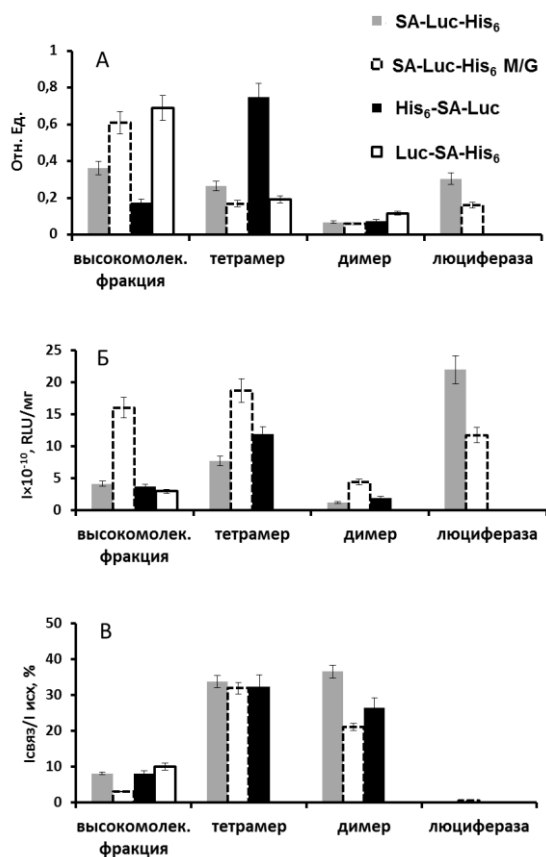 А
SA-Luc-His6
SA-Luc-His6 M/G
His6-SA-Luc
Luc-SA-His6
Отн. Ед.
1
0,8
0,6
0,4
0,2
0
высокомолек. тетрамер димер люцифераза
фракция
Б
I×10-10, RLU/мг
25
20
15
10
5
0
высокомолек. тетрамер димер люцифераза
фракция
В
Iсвяз/I исх, %
50
40
30
20
10
0
высокомолек. тетрамер димер люцифераза
фракция